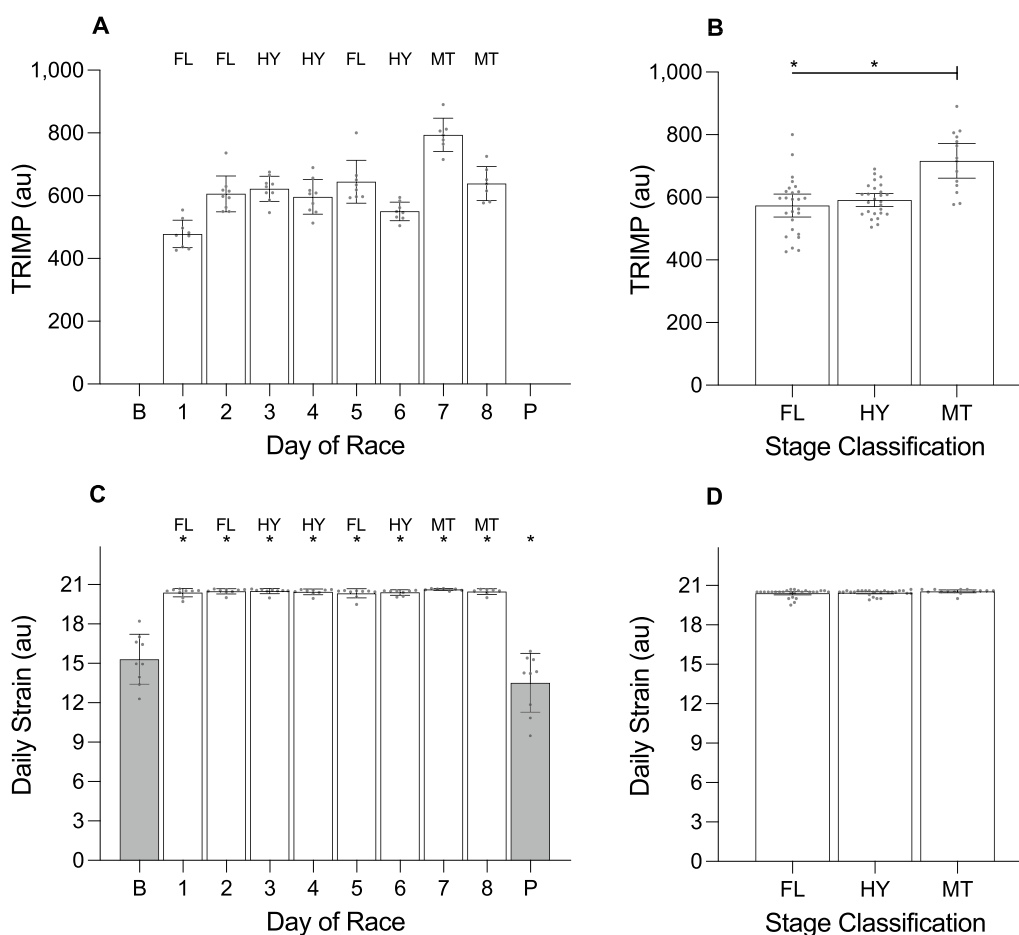 A
FL FL HY HY FL HY MT MT
1,000
800
600
400
200
0
TRIMP (au)
B 1 2 3 4 5 6 7 8 P
Day of Race
B
* *
1,000
800
600
400
200
0
TRIMP (au)
FL HY MT
Stage Classification
C
FL FL HY HY FL HY MT MT
* * * * * * * * *
21
18
15
12
9
6
3
0
Daily Strain (au)
B 1 2 3 4 5 6 7 8 P
Day of Race
D
21
18
15
12
9
6
3
0
Daily Strain (au)
FL HY MT
Stage Classification